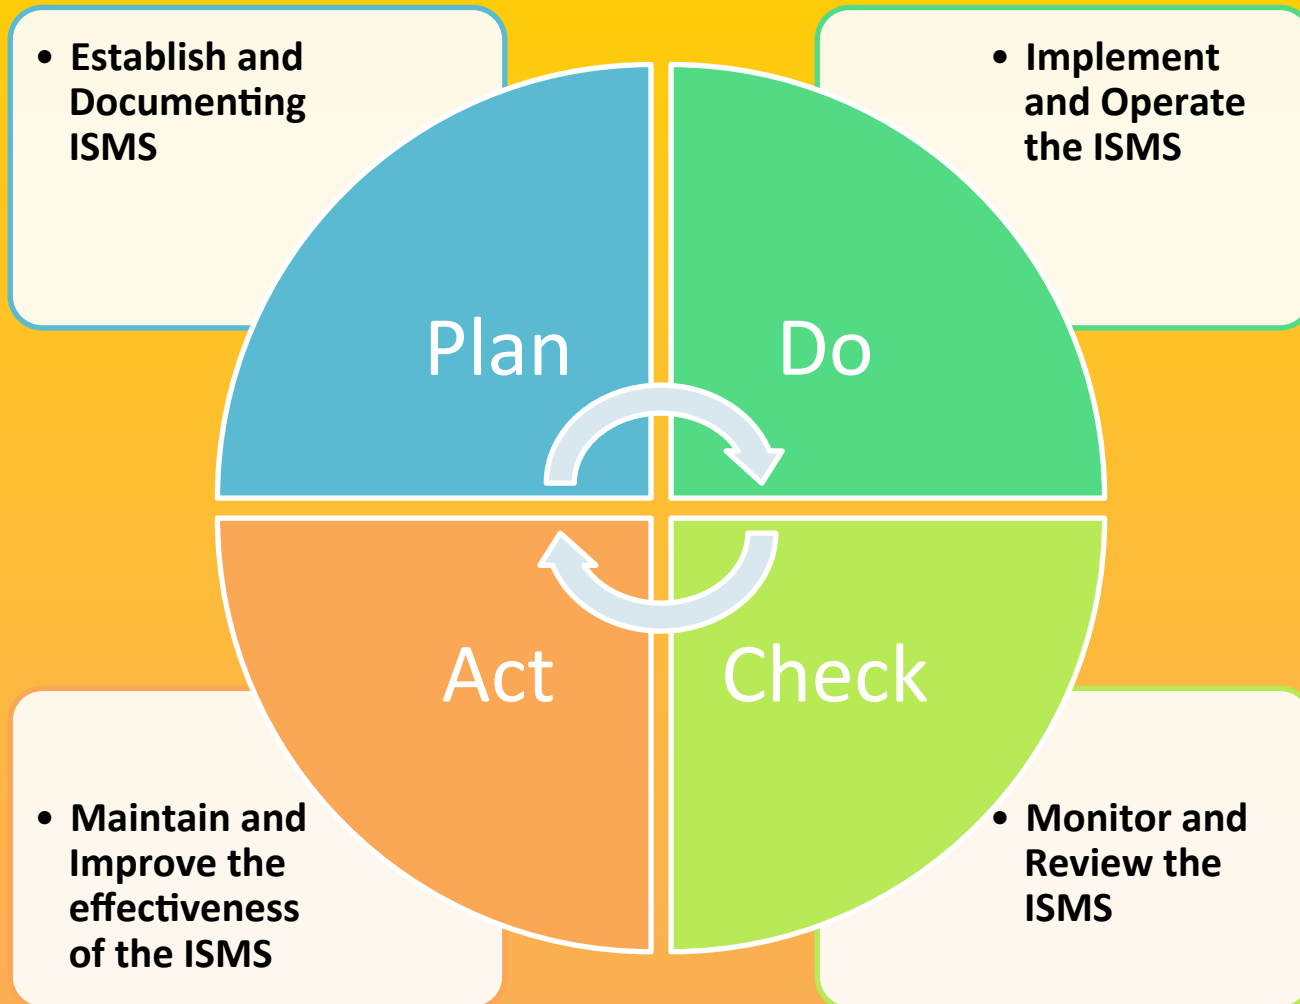 • Establish and
Documenting
ISMS
• Implement
and Operate
the ISMS
Plan
Do
Act
Check
• Maintain and
Improve the
effectiveness
of the ISMS
• Monitor and
Review the
ISMS